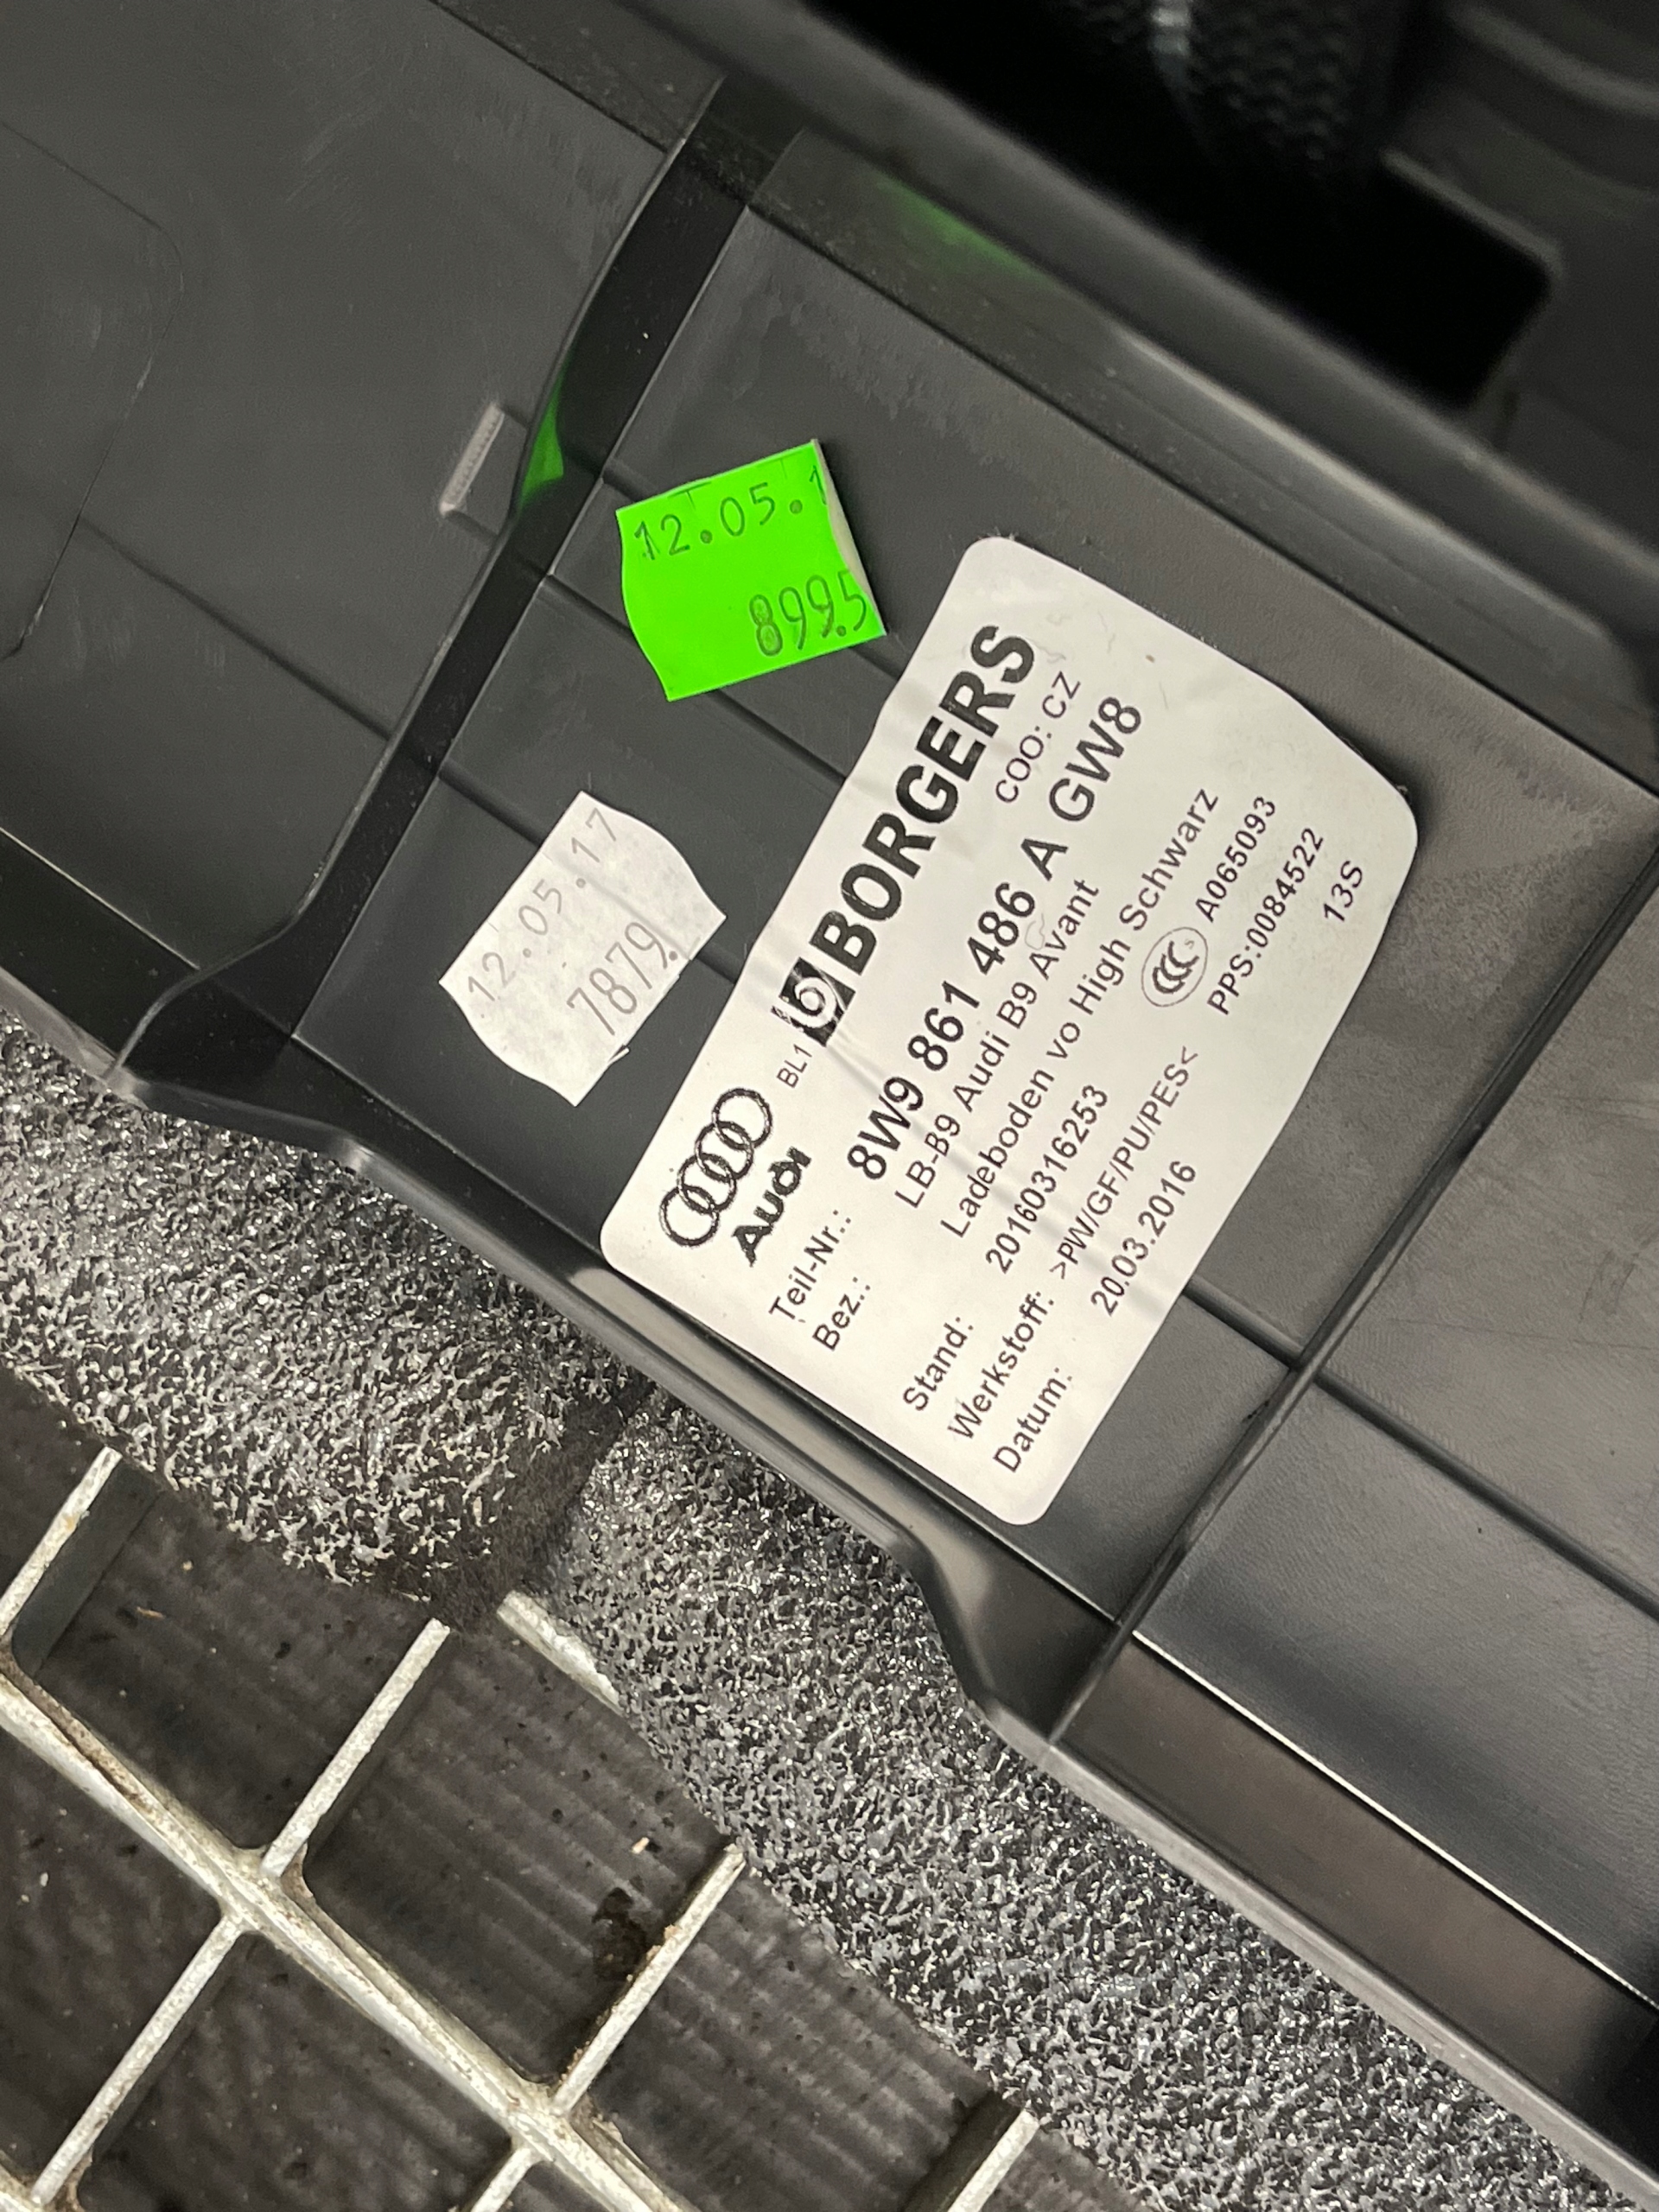 12.05.1
899.5
12.05.17
7879.
Audi
BL1
BORGERS
COO: CZ
Teil-Nr.: 8W9 861 486 A GW8
Bez.: LB-B9 Audi B9 Avant
Ladeboden vo High Schwarz
Stand: 20160316253 CCC S A065093
Werkstoff: >PW/GF/PU/PES< PPS:0084522
Datum: 20.03.2016 13S